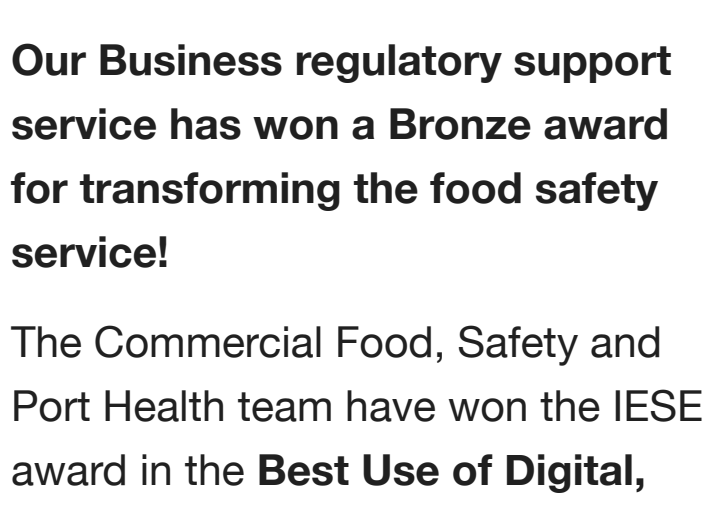 Our Business regulatory support
service has won a Bronze award
for transforming the food safety
service!
The Commercial Food, Safety and
Port Health team have won the IESE
award in the Best Use of Digital,